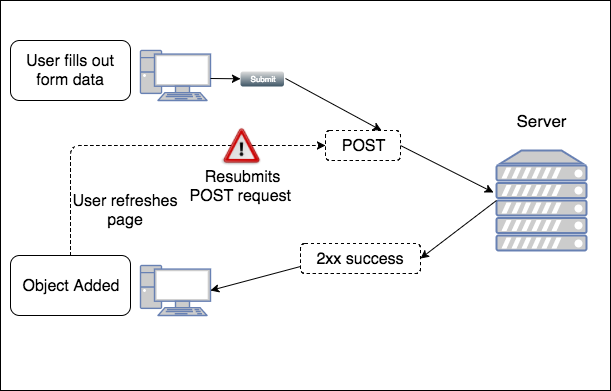 User fills out
form data
Submit
Server
POST
!
Resubmits
POST request
User refreshes
page
2xx success
Object Added